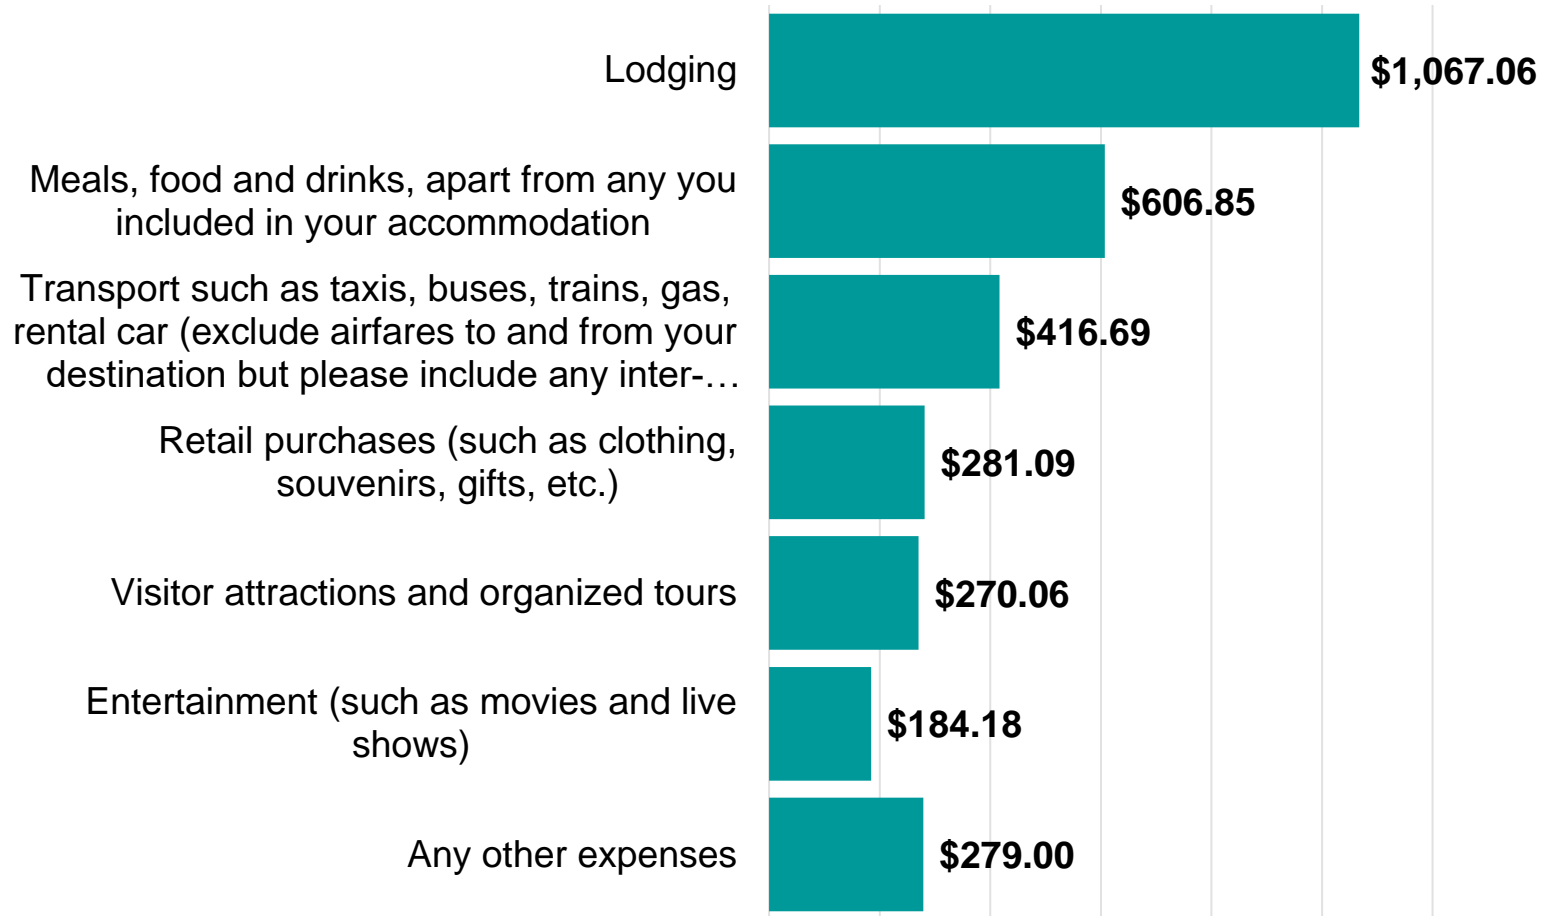 Lodging
$1,067.06
Meals, food and drinks, apart from any you
included in your accommodation
$606.85
Transport such as taxis, buses, trains, gas,
rental car (exclude airfares to and from your
destination but please include any inter-…
$416.69
Retail purchases (such as clothing,
souvenirs, gifts, etc.)
$281.09
Visitor attractions and organized tours
$270.06
Entertainment (such as movies and live
shows)
$184.18
Any other expenses
$279.00